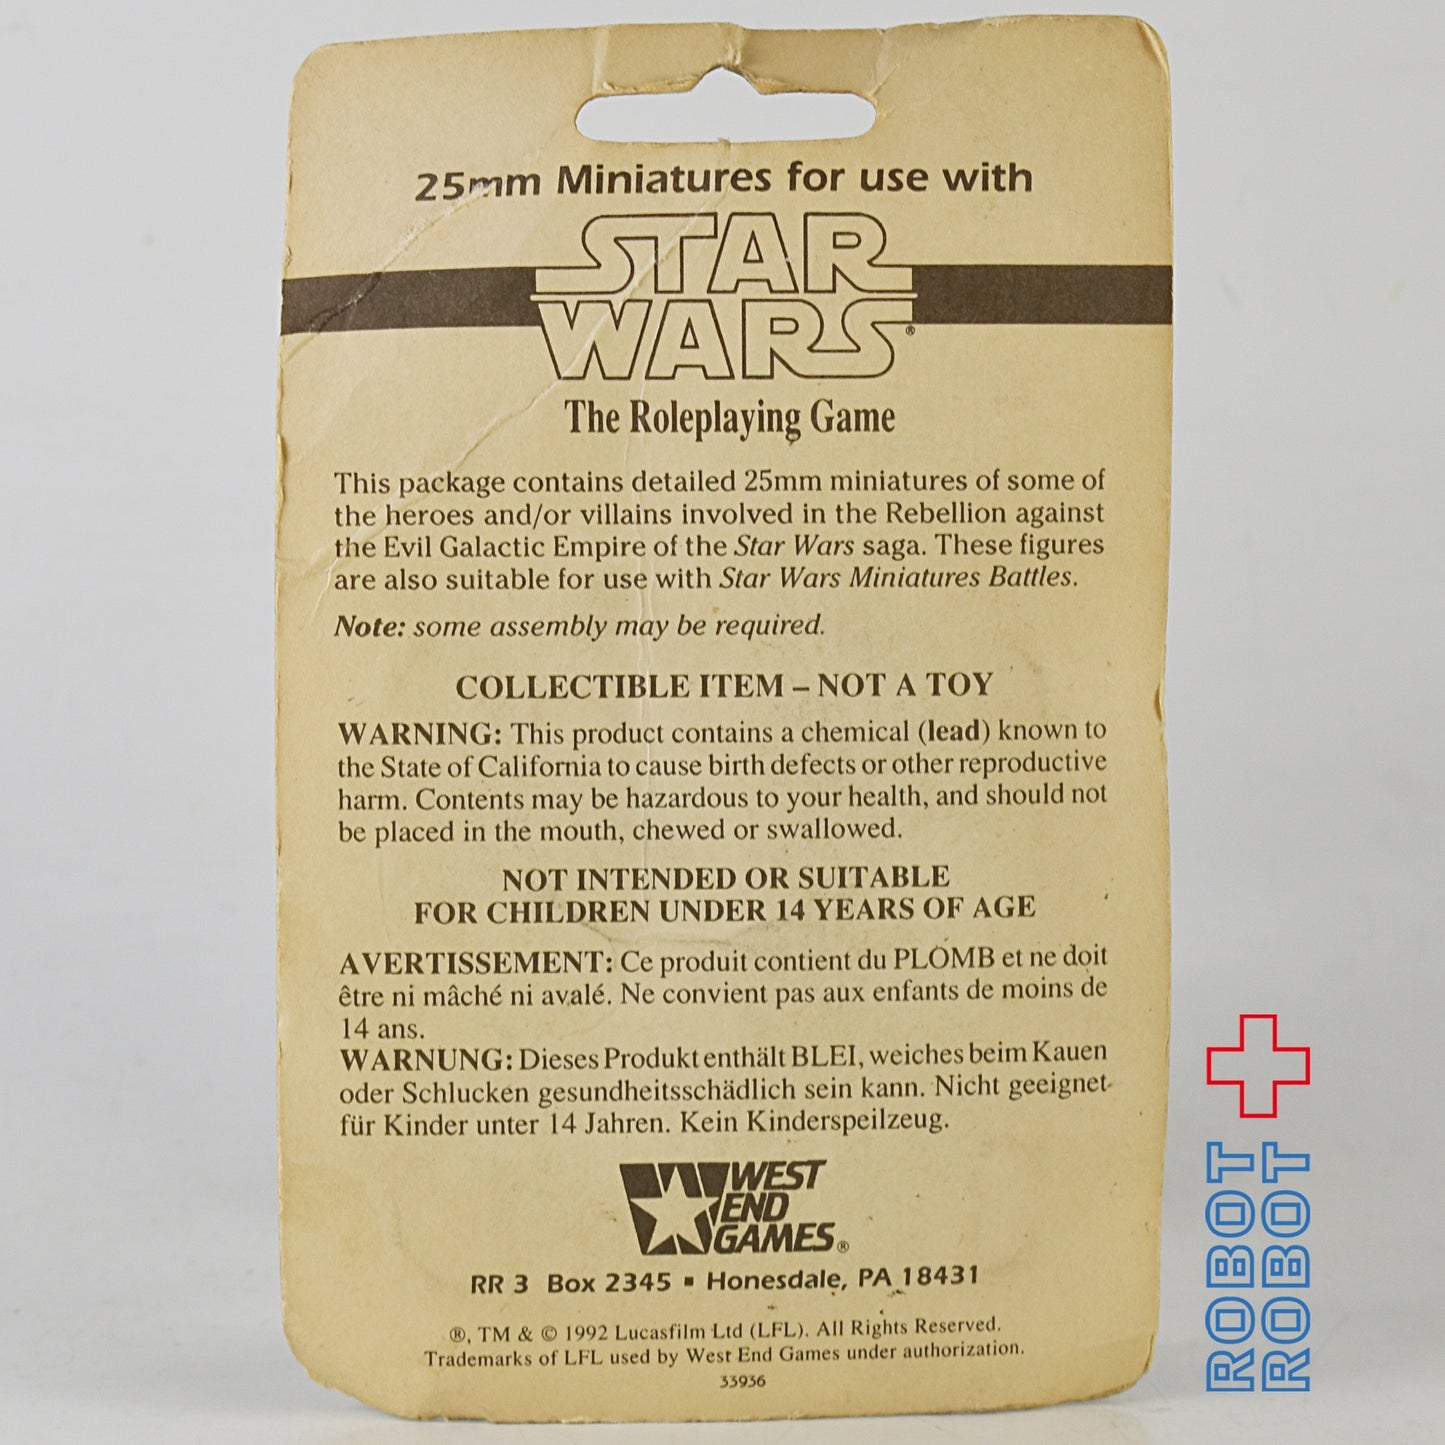 25mm Miniatures for use with
STAR
WARS®
The Roleplaying Game
This package contains detailed 25mm miniatures of some of
the heroes and/or villains involved in the Rebellion against
the Evil Galactic Empire of the Star Wars saga. These figures
are also suitable for use with Star Wars Miniatures Battles.
Note: some assembly may be required.
COLLECTIBLE ITEM – NOT A TOY
WARNING: This product contains a chemical (lead) known to
the State of California to cause birth defects or other reproductive
harm. Contents may be hazardous to your health, and should not
be placed in the mouth, chewed or swallowed.
NOT INTENDED OR SUITABLE
FOR CHILDREN UNDER 14 YEARS OF AGE
AVERTISSEMENT: Ce produit contient du PLOMB et ne doit
être ni mâché ni avalé. Ne convient pas aux enfants de moins de
14 ans.
WARNUNG: Dieses Produkt enthält BLEI, weiches beim Kauen
oder Schlucken gesundheitsschädlich sein kann. Nicht geeignet
für Kinder unter 14 Jahren. Kein Kinderspeilzeug.
WEST
END
GAMES®
RR 3 Box 2345 ▪ Honesdale, PA 18431
®, TM & © 1992 Lucasfilm Ltd (LFL). All Rights Reserved.
Trademarks of LFL used by West End Games under authorization.
33936
ROBOT
ROBOT